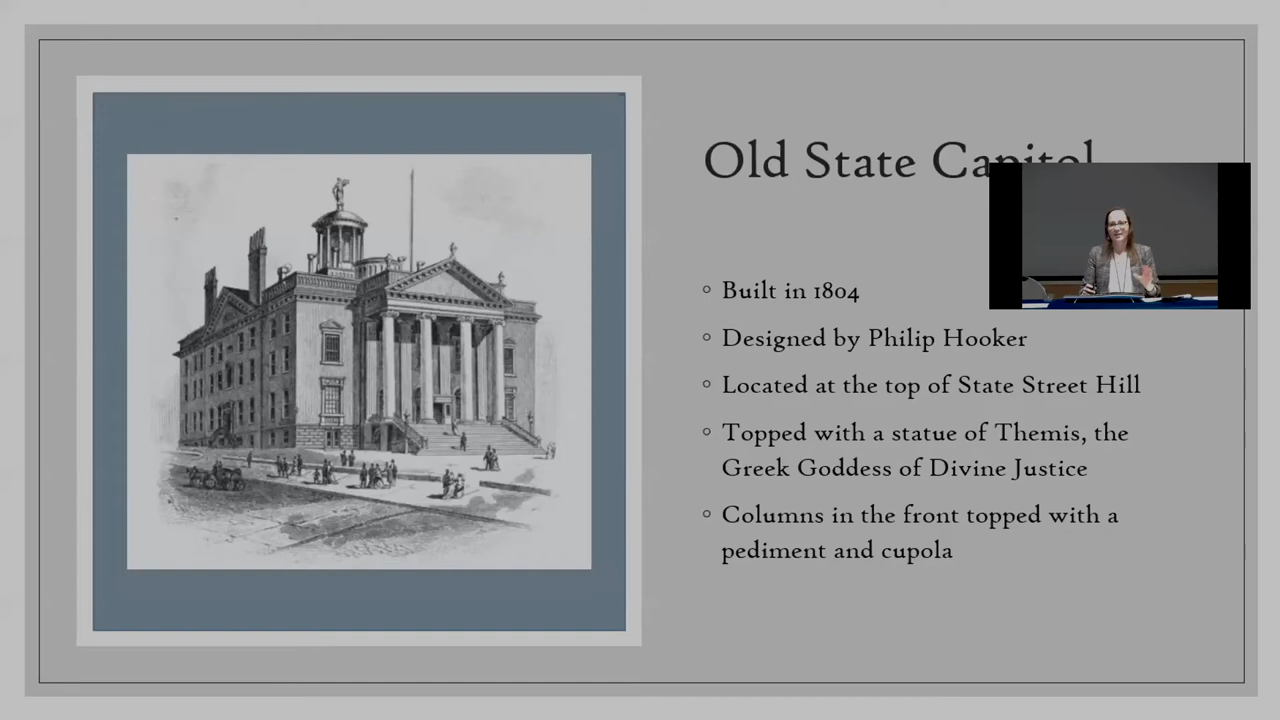 Old State Capitol
◦ Built in 1804
◦ Designed by Philip Hooker
◦ Located at the top of State Street Hill
◦ Topped with a statue of Themis, the
Greek Goddess of Divine Justice
◦ Columns in the front topped with a
pediment and cupola